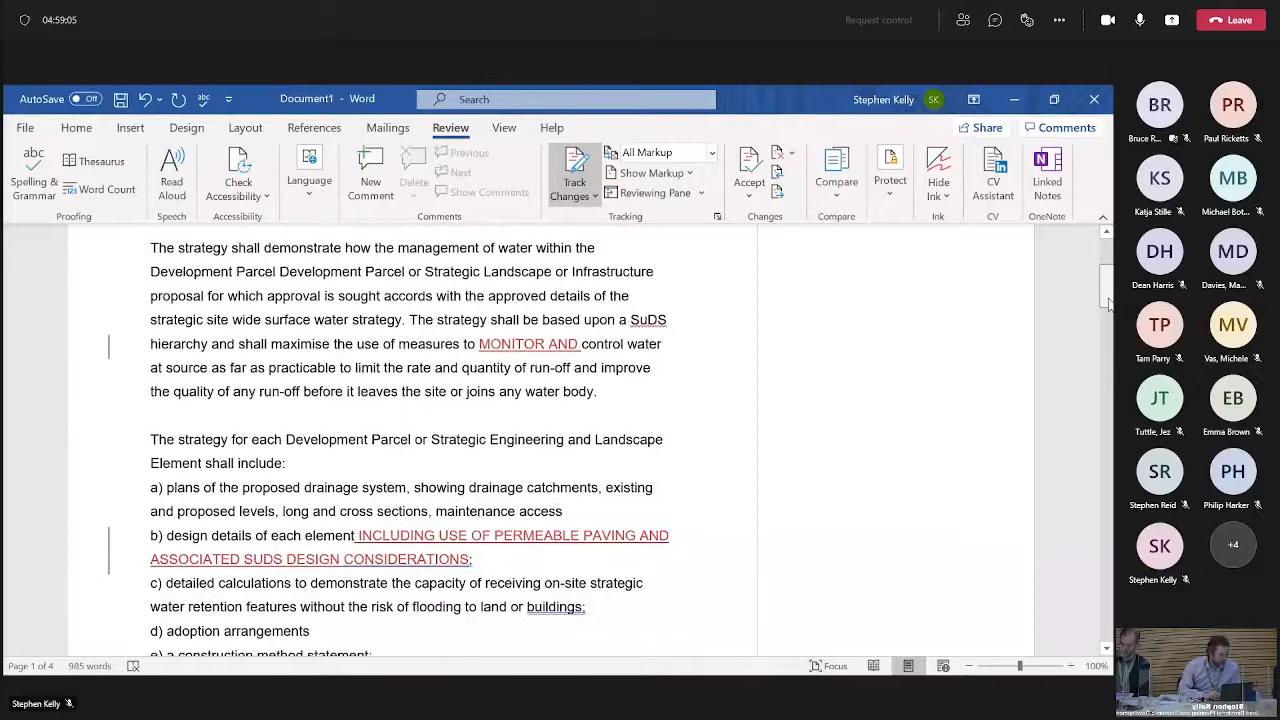 04:59:05
Request control
Leave
AutoSave Off
Document1 - Word
Search
Stephen Kelly SK
File Home Insert Design Layout References Mailings Review View Help
Share Comments
Spelling & Grammar
Thesaurus
Word Count
Proofing
Read Aloud
Speech
Check Accessibility
Accessibility
Language
New Comment
Delete
Previous
Next
Show Comments
Comments
Track Changes
All Markup
Show Markup
Reviewing Pane
Tracking
Accept
Changes
Compare
Compare
Protect
Hide Ink
Ink
CV Assistant
CV
Linked Notes
OneNote
The strategy shall demonstrate how the management of water within the
Development Parcel Development Parcel or Strategic Landscape or Infrastructure
proposal for which approval is sought accords with the approved details of the
strategic site wide surface water strategy. The strategy shall be based upon a SuDS
hierarchy and shall maximise the use of measures to MONITOR AND control water
at source as far as practicable to limit the rate and quantity of run-off and improve
the quality of any run-off before it leaves the site or joins any water body.
The strategy for each Development Parcel or Strategic Engineering and Landscape
Element shall include:
a) plans of the proposed drainage system, showing drainage catchments, existing
and proposed levels, long and cross sections, maintenance access
b) design details of each element INCLUDING USE OF PERMEABLE PAVING AND
ASSOCIATED SUDS DESIGN CONSIDERATIONS;
c) detailed calculations to demonstrate the capacity of receiving on-site strategic
water retention features without the risk of flooding to land or buildings;
d) adoption arrangements
e) a construction method statement;
Page 1 of 4 985 words
Focus
100%
Stephen Kelly
BR
Bruce R...
PR
Paul Ricketts
KS
Katja Stille
MB
Michael Bot...
DH
Dean Harris
MD
Davies, Ma...
TP
Tam Parry
MV
Vas, Michele
JT
Tuttle, Jez
EB
Emma Brown
SR
Stephen Reid
PH
Philip Harker
SK
Stephen Kelly
+4